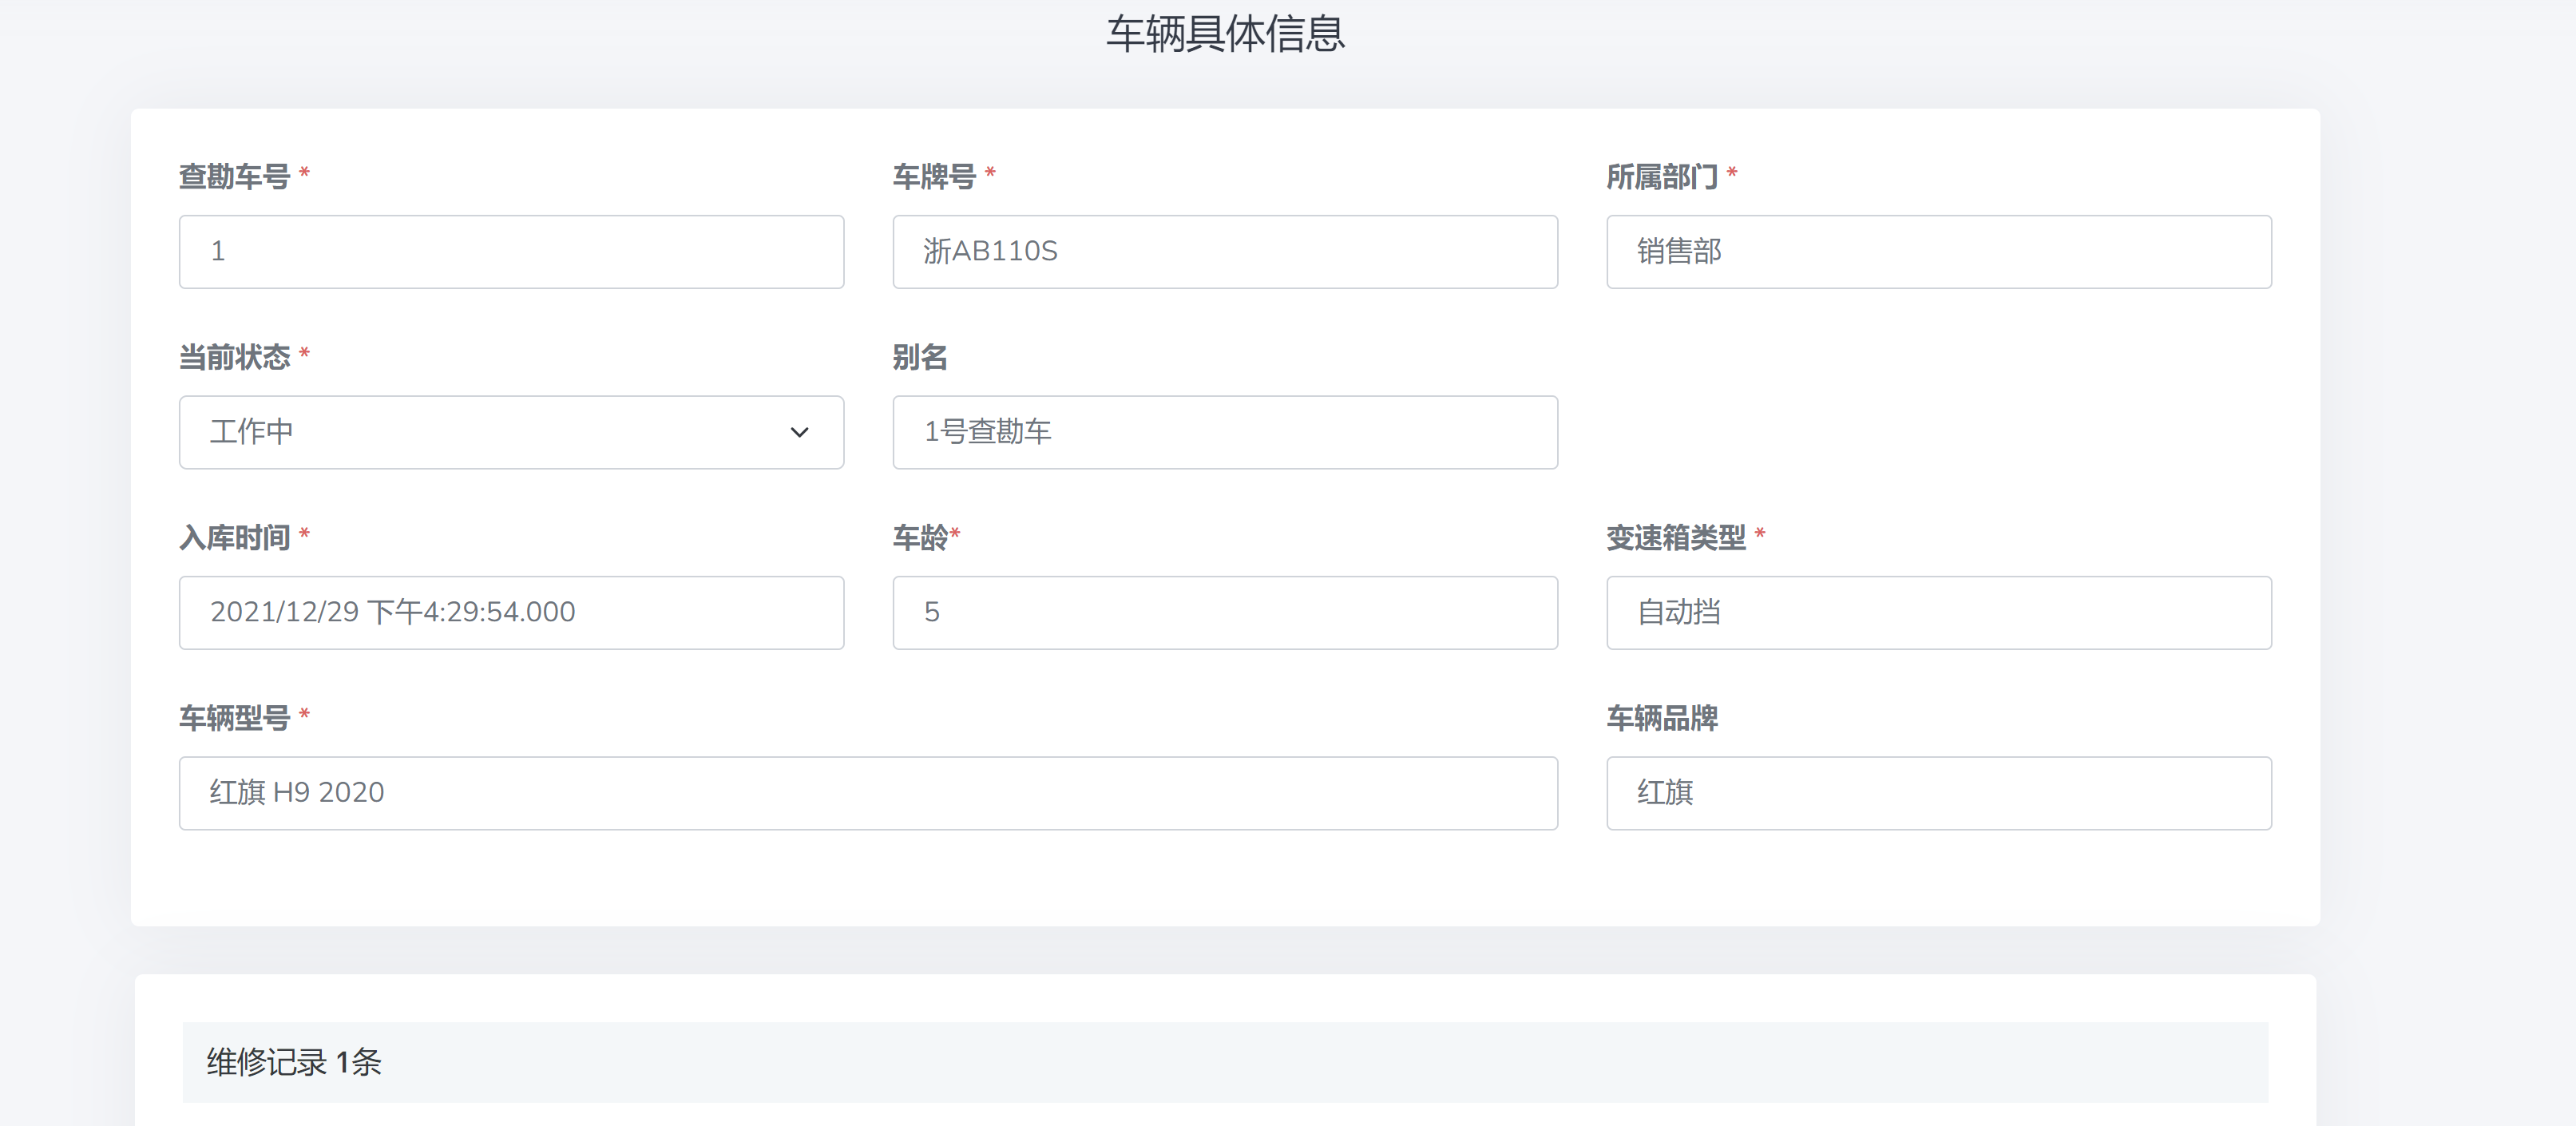 车辆具体信息
查勘车号 * 车牌号 * 所属部门 *
1 浙AB110S 销售部
当前状态 * 别名
工作中 1号查勘车
入库时间 * 车龄* 变速箱类型 *
2021/12/29 下午4:29:54.000 5 自动挡
车辆型号 * 车辆品牌
红旗 H9 2020 红旗
维修记录 1条